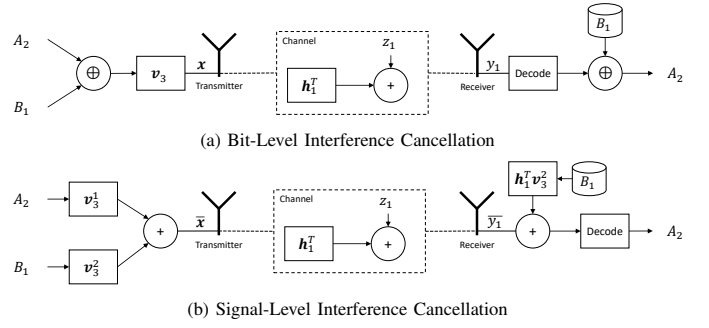 A₂
B₁
⊕
𝒗₃
𝒙
Transmitter
Channel
𝒉₁ᵀ
z₁
+
y₁
Receiver
Decode
B₁
⊕
A₂
(a) Bit-Level Interference Cancellation
A₂
𝒗₃¹
B₁
𝒗₃²
+
x̅
Transmitter
Channel
𝒉₁ᵀ
z₁
+
y̅₁
Receiver
𝒉₁ᵀ𝒗₃²
B₁
+
Decode
A₂
(b) Signal-Level Interference Cancellation